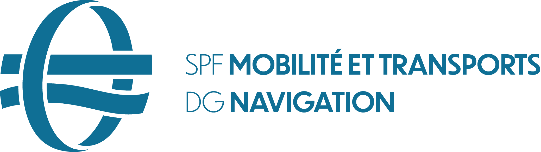 SPF MOBILITÉ ET TRANSPORTS
DG NAVIGATION